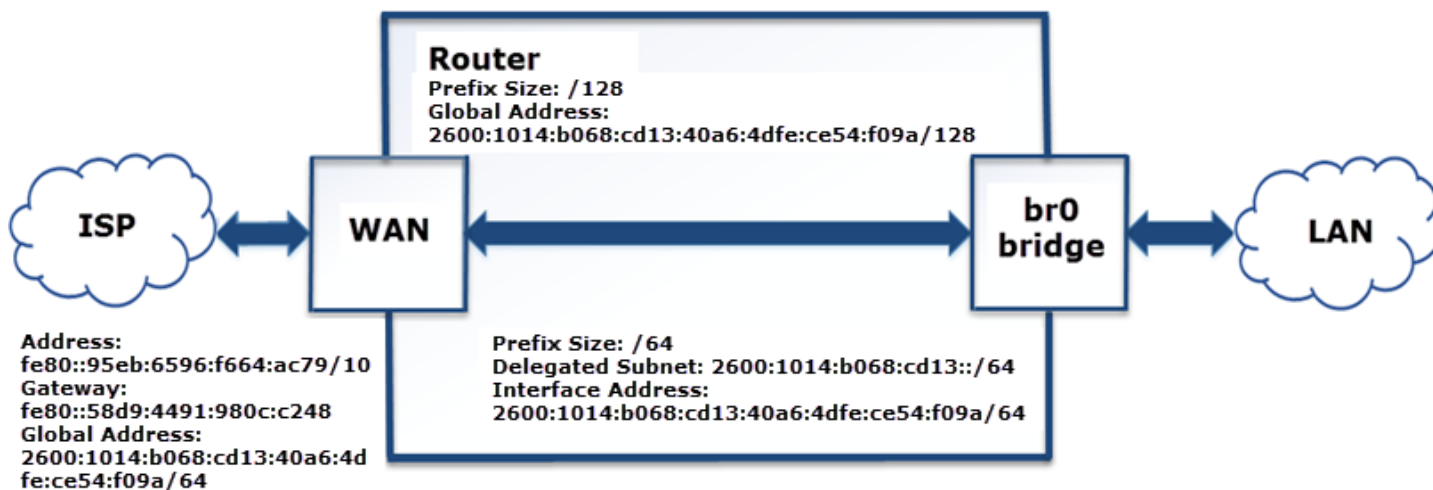 Router
Prefix Size: /128
Global Address:
2600:1014:b068:cd13:40a6:4dfe:ce54:f09a/128
ISP
WAN
br0
bridge
LAN
Address:
fe80::95eb:6596:f664:ac79/10
Gateway:
fe80::58d9:4491:980c:c248
Global Address:
2600:1014:b068:cd13:40a6:4d
fe:ce54:f09a/64
Prefix Size: /64
Delegated Subnet: 2600:1014:b068:cd13::/64
Interface Address:
2600:1014:b068:cd13:40a6:4dfe:ce54:f09a/64